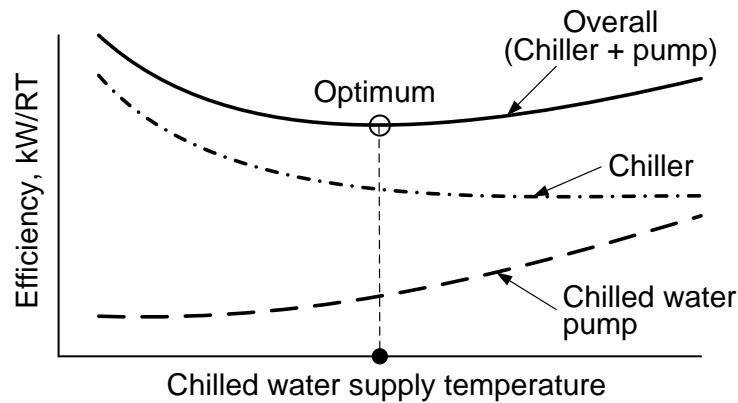 Overall
(Chiller + pump)
Optimum
Chiller
Efficiency, kW/RT
Chilled water
pump
Chilled water supply temperature